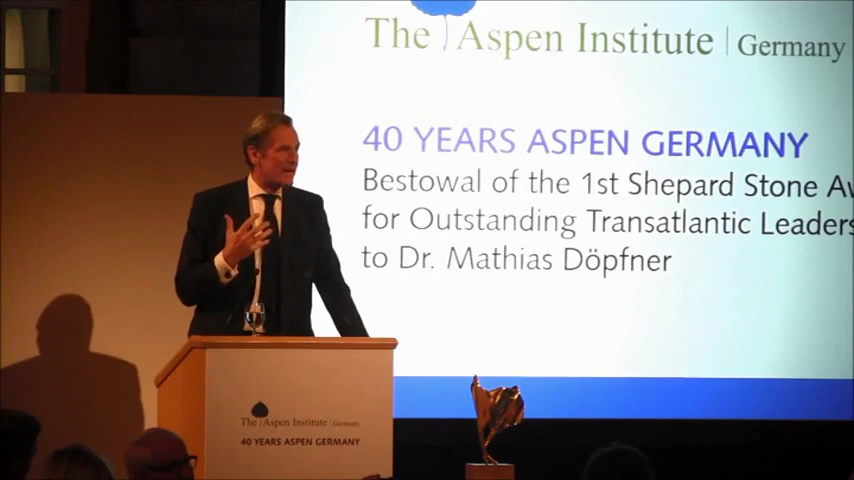 The Aspen Institute | Germany
40 YEARS ASPEN GERMANY
Bestowal of the 1st Shepard Stone
for Outstanding Transatlantic
to Dr. Mathias Döpfner
The Aspen Institute | Germany
40 YEARS ASPEN GERMANY